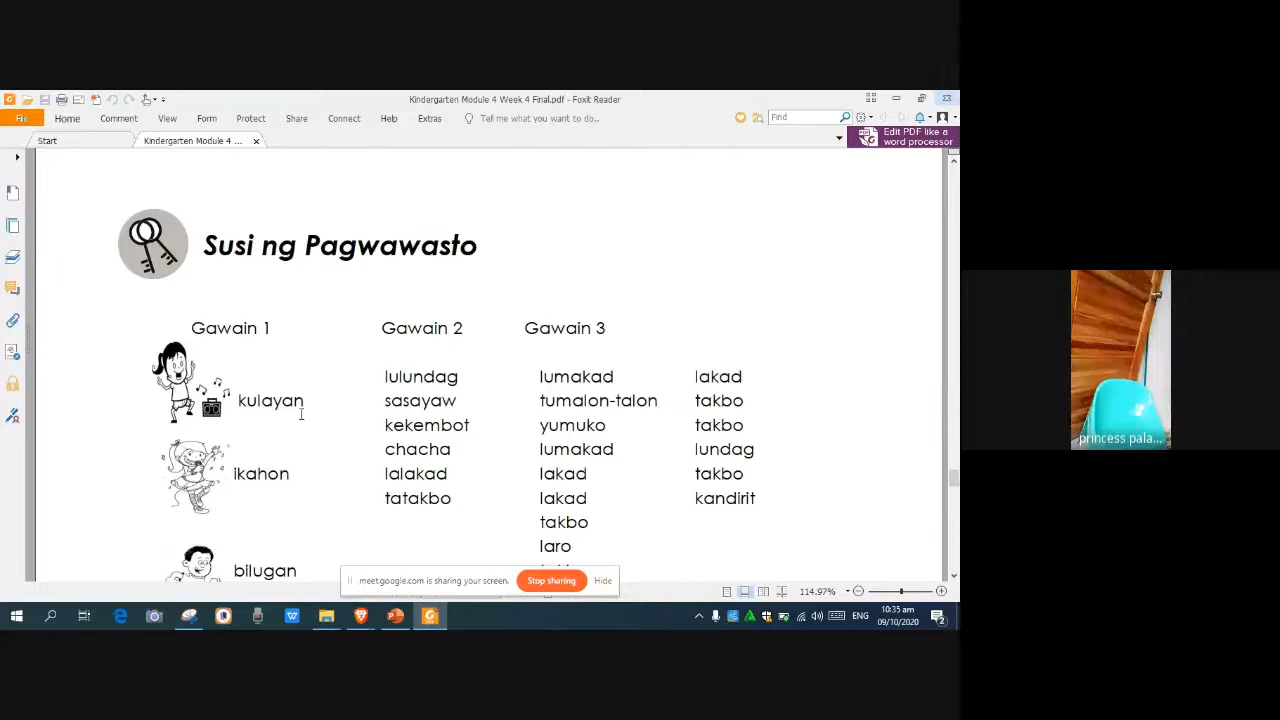 Kindergarten Module 4 Week 4 Final.pdf - Foxit Reader
File Home Comment View Form Protect Share Connect Help Extras Tell me what you want to do.. Find
Start Kindergarten Module 4 ...
Edit PDF like a
word processor
Susi ng Pagwawasto
Gawain 1 Gawain 2 Gawain 3
lulundag lumakad lakad
kulayan sasayaw tumalon-talon takbo
kekembot yumuko takbo
chacha lumakad lundag
ikahon lalakad lakad takbo
tatakbo lakad kandirit
takbo
laro
bilugan
meet.google.com is sharing your screen. Stop sharing Hide
114.97%
ENG
10:35 am
09/10/2020
2
princess pala...